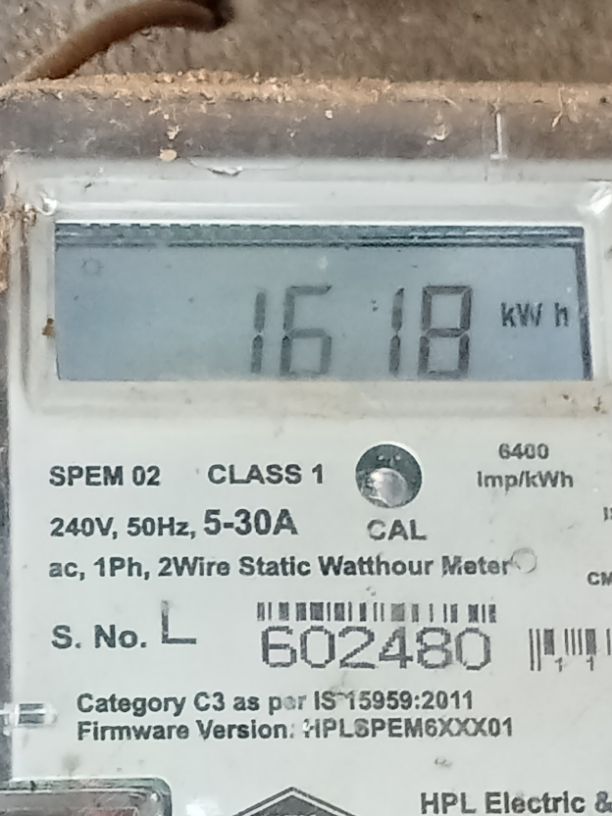 1618 kWh
6400
SPEM 02 CLASS 1 imp/kWh
240V, 50Hz, 5-30A CAL
ac, 1Ph, 2Wire Static Watthour Meter
S. No. L 602480
Category C3 as per IS 15959:2011
Firmware Version: HPLSPEM6XXX01
HPL Electric &